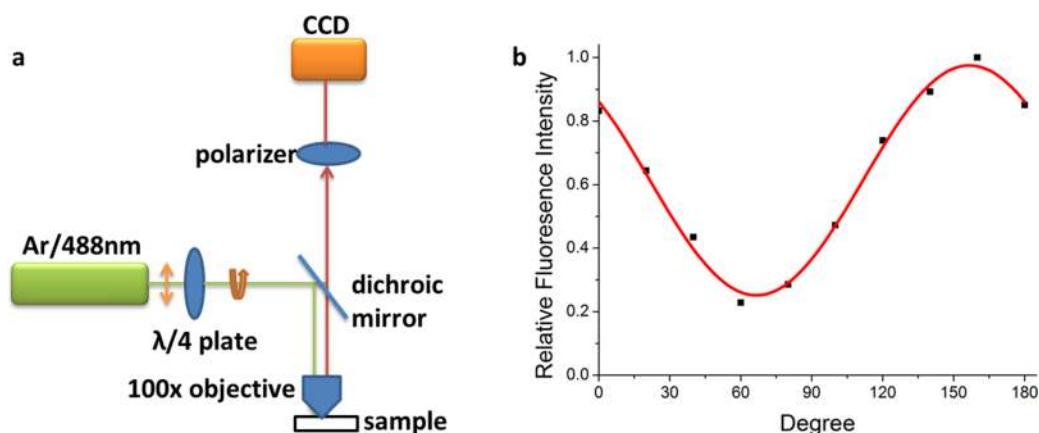 a
CCD
polarizer
Ar/488nm
λ/4 plate
dichroic
mirror
100x objective
sample
b
Relative Fluoresence Intensity
1.0
0.8
0.6
0.4
0.2
0.0
0 30 60 90 120 150 180
Degree